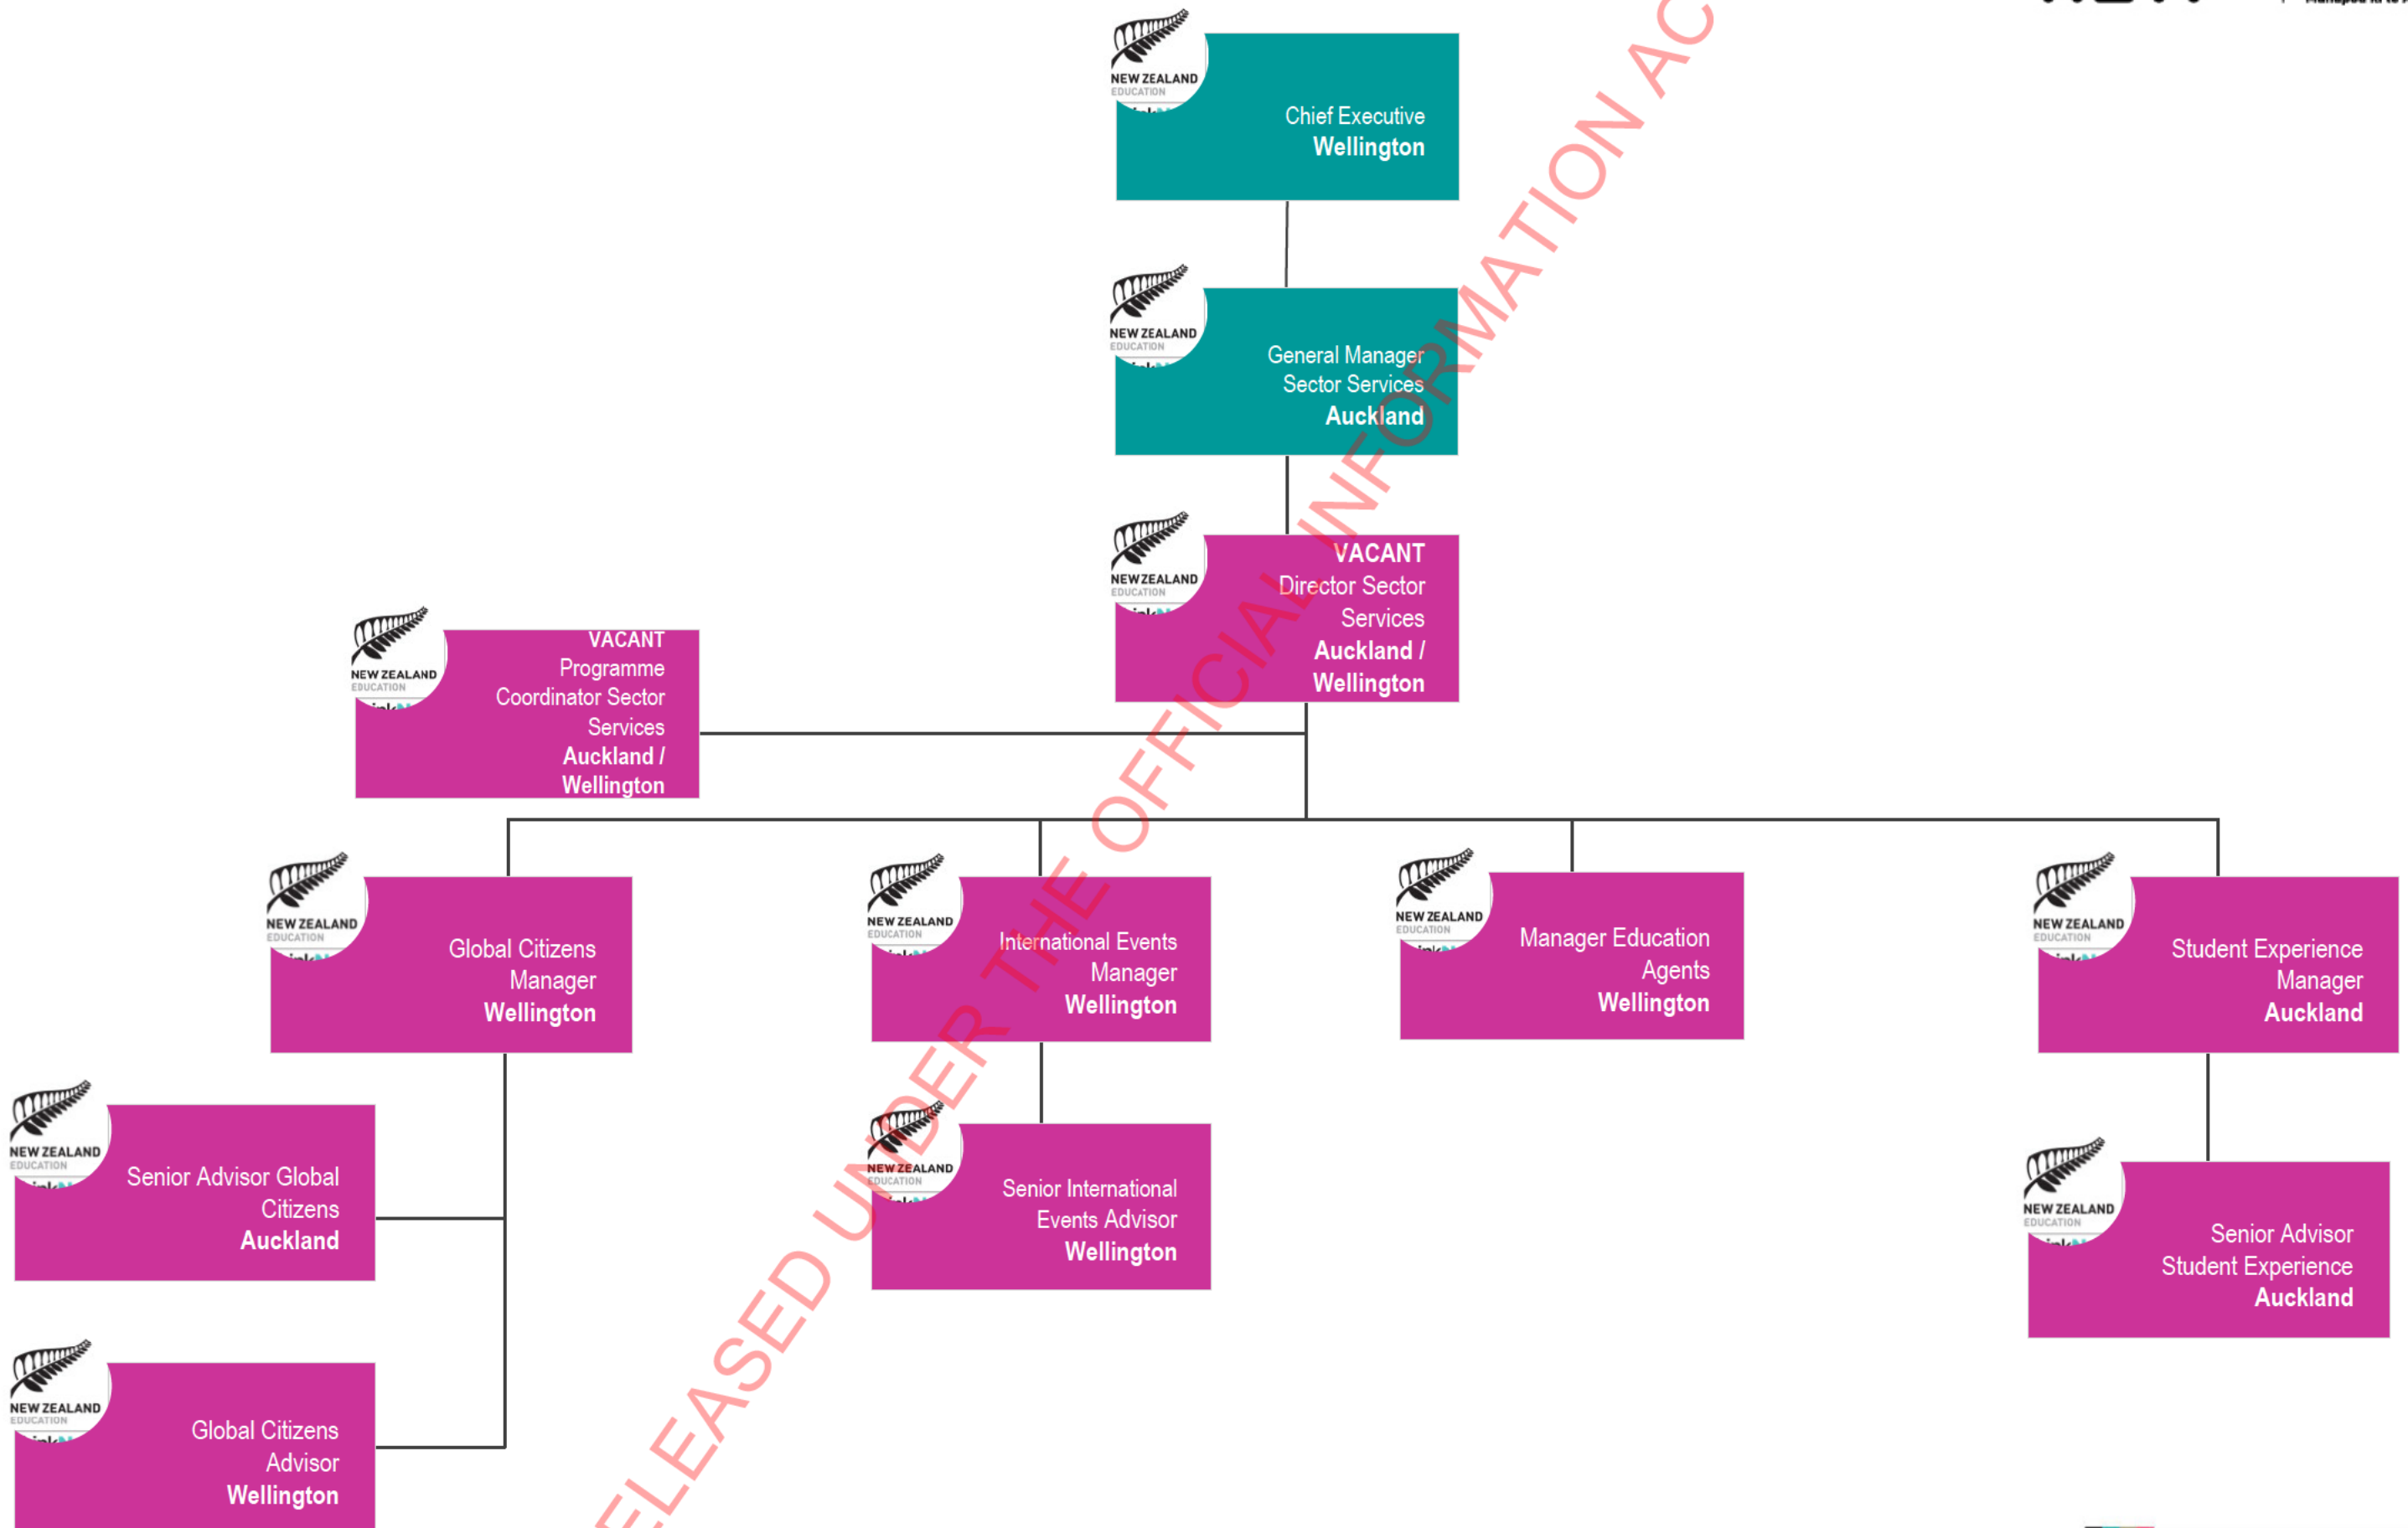 NEW ZEALAND
EDUCATION
Chief Executive
Wellington
NEW ZEALAND
EDUCATION
General Manager
Sector Services
Auckland
NEW ZEALAND
EDUCATION
VACANT
Director Sector
Services
Auckland /
Wellington
NEW ZEALAND
EDUCATION
VACANT
Programme
Coordinator Sector
Services
Auckland /
Wellington
NEW ZEALAND
EDUCATION
Global Citizens
Manager
Wellington
NEW ZEALAND
EDUCATION
International Events
Manager
Wellington
NEW ZEALAND
EDUCATION
Manager Education
Agents
Wellington
NEW ZEALAND
EDUCATION
Student Experience
Manager
Auckland
NEW ZEALAND
EDUCATION
Senior Advisor Global
Citizens
Auckland
NEW ZEALAND
EDUCATION
Senior International
Events Advisor
Wellington
NEW ZEALAND
EDUCATION
Senior Advisor
Student Experience
Auckland
NEW ZEALAND
EDUCATION
Global Citizens
Advisor
Wellington
UNDER THE OFFICIAL INFORMATION